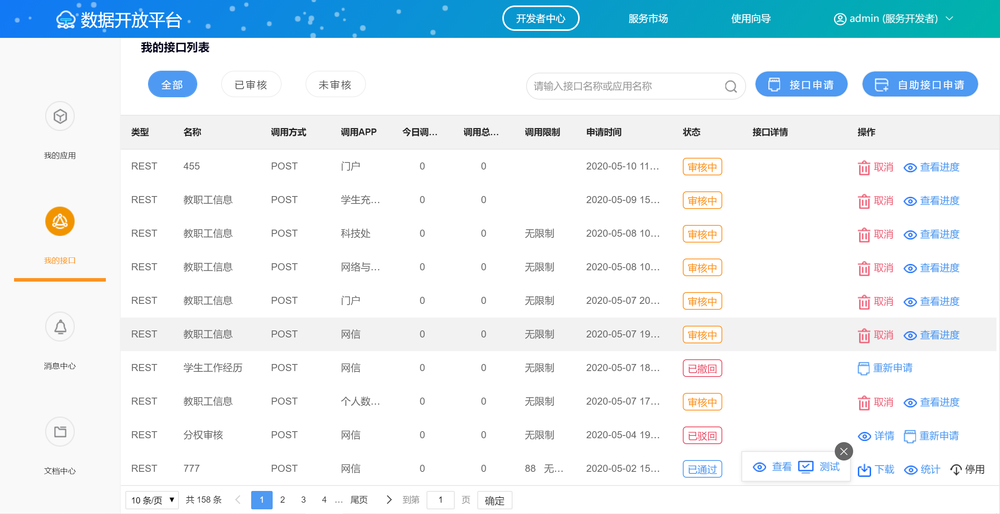 数据开放平台 开发者中心 服务市场 使用向导 admin (服务开发者)
我的接口列表
全部 已审核 未审核 请输入接口名称或应用名称 接口申请 自助接口申请
我的应用
我的接口
消息中心
文档中心
类型 名称 调用方式 调用APP 今日调... 调用总... 调用限制 申请时间 状态 接口详情 操作
REST 455 POST 门户 0 0 2020-05-10 11... 审核中 取消 查看进度
REST 教职工信息 POST 学生充... 0 0 2020-05-09 15... 审核中 取消 查看进度
REST 教职工信息 POST 科技处 0 0 无限制 2020-05-08 10... 审核中 取消 查看进度
REST 教职工信息 POST 网络与... 0 0 无限制 2020-05-08 10... 审核中 取消 查看进度
REST 教职工信息 POST 门户 0 0 无限制 2020-05-07 20... 审核中 取消 查看进度
REST 教职工信息 POST 网信 0 0 无限制 2020-05-07 19... 审核中 取消 查看进度
REST 学生工作经历 POST 网信 0 0 无限制 2020-05-07 18... 已撤回 重新申请
REST 教职工信息 POST 个人数... 0 0 无限制 2020-05-07 17... 审核中 取消 查看进度
REST 分权审核 POST 网信 0 0 无限制 2020-05-04 19... 已驳回 详情 重新申请
REST 777 POST 网信 0 0 88 无... 2020-05-02 15... 已通过 查看 测试 下载 统计 停用
10 条/页 共 158 条 1 2 3 4 ... 尾页 到第 1 页 确定